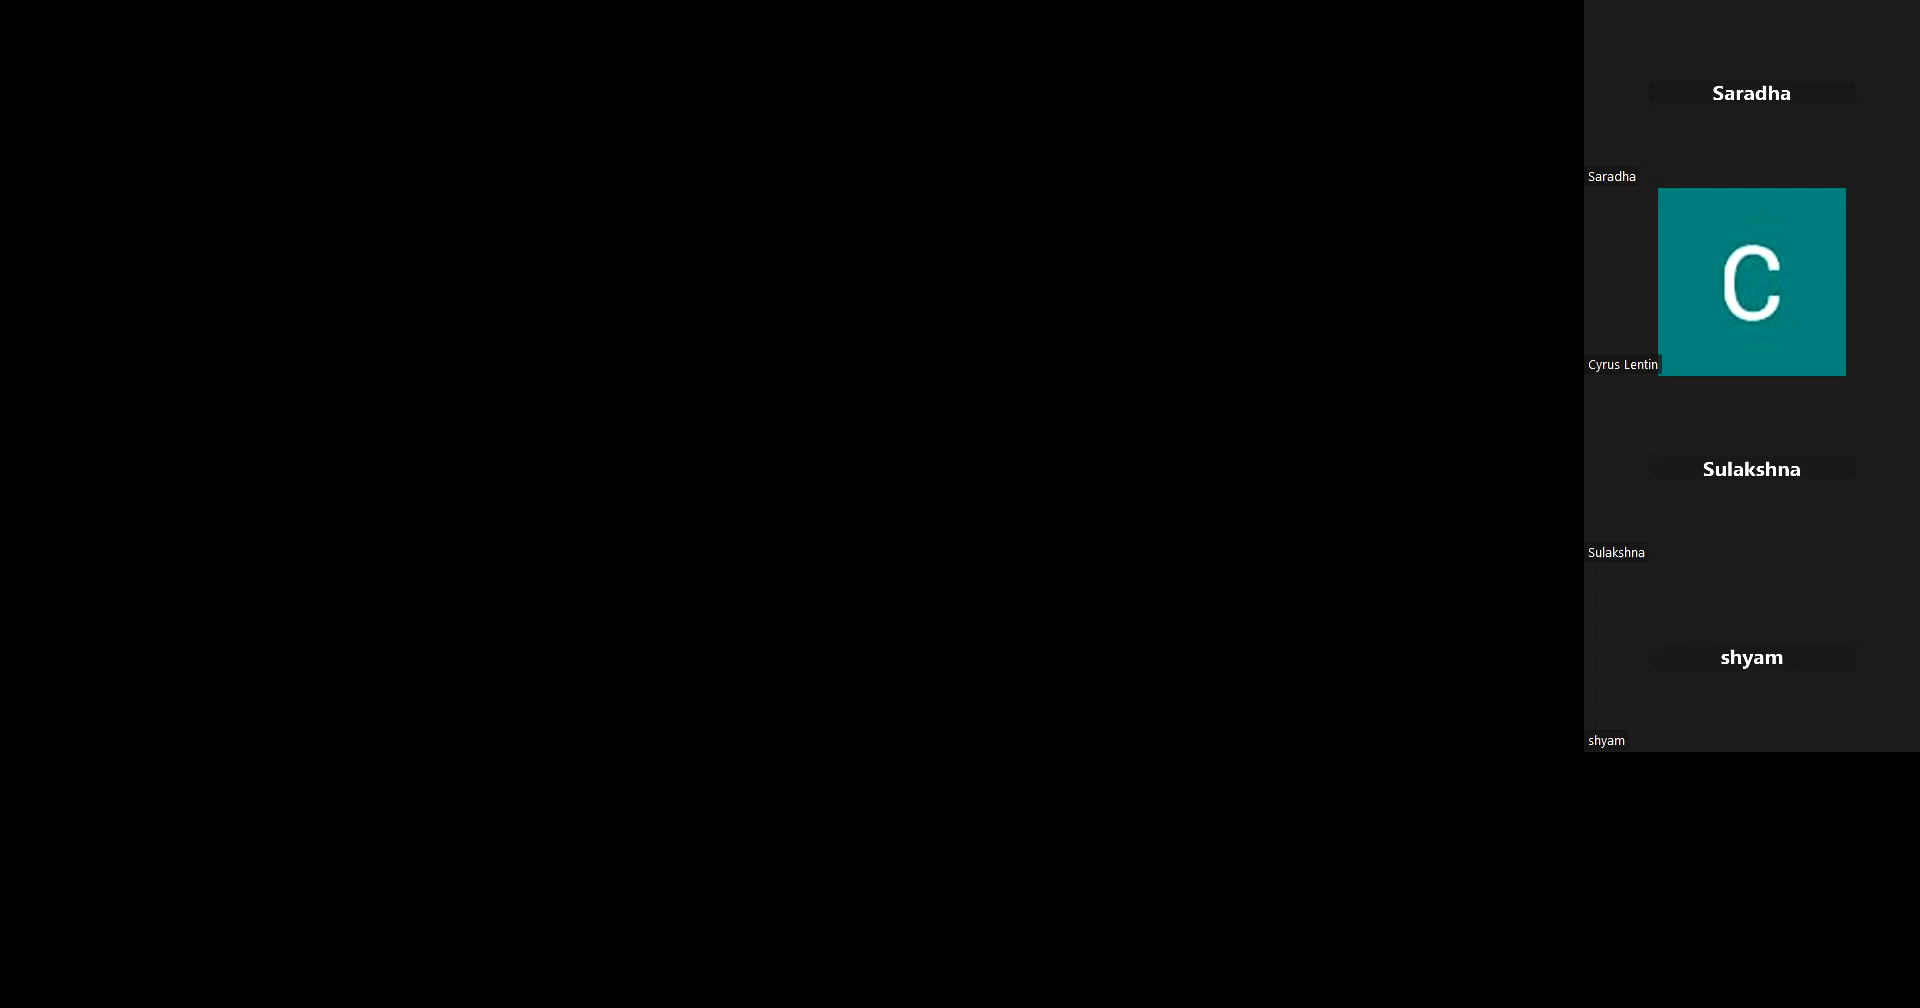 Saradha
Saradha
C
Cyrus Lentin
Sulakshna
Sulakshna
shyam
shyam